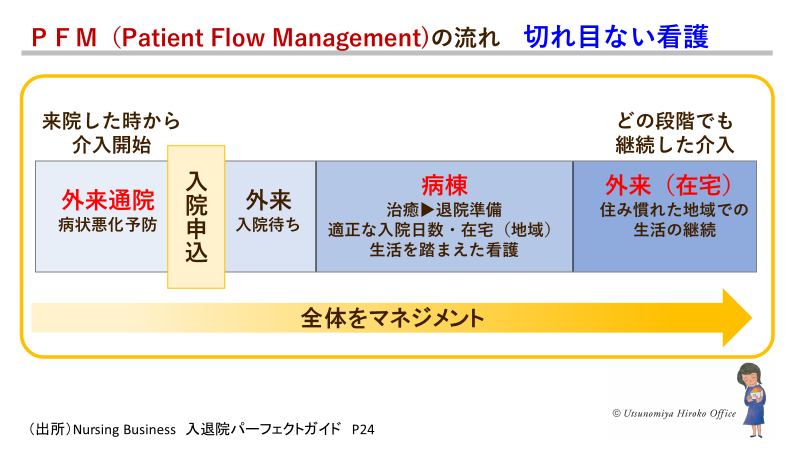 ＰＦＭ (Patient Flow Management)の流れ　切れ目ない看護
来院した時から
介入開始
どの段階でも
継続した介入
外来通院
病状悪化予防
入院申込
外来
入院待ち
病棟
治癒▶退院準備
適正な入院日数・在宅（地域）
生活を踏まえた看護
外来（在宅）
住み慣れた地域での
生活の継続
全体をマネジメント
© Utsunomiya Hiroko Office
（出所）Nursing Business　入退院パーフェクトガイド　P24